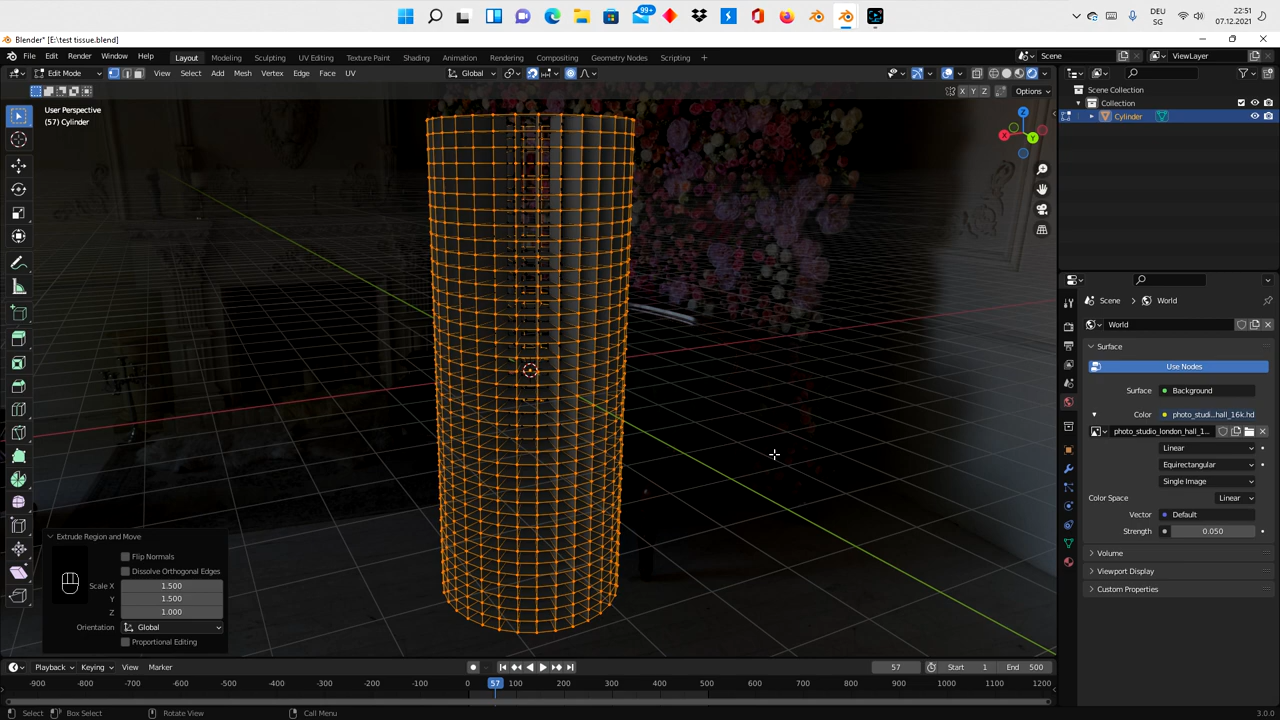 99+
DEU
SG
22:51
07.12.2021
Blender* [E:\test tissue.blend]
File Edit Render Window Help
Layout Modeling Sculpting UV Editing Texture Paint Shading Animation Rendering Compositing Geometry Nodes Scripting +
Scene
ViewLayer
Edit Mode
View Select Add Mesh Vertex Edge Face UV
Global
X Y Z
Options
User Perspective
(57) Cylinder
Z
X
Y
Scene Collection
Collection
Cylinder
Scene
World
World
Surface
Use Nodes
Surface
Background
Color
photo_studi...hall_16k.hd
photo_studio_london_hall_1...
Linear
Equirectangular
Single Image
Color Space
Linear
Vector
Default
Strength
0.050
Volume
Viewport Display
Custom Properties
Extrude Region and Move
Flip Normals
Dissolve Orthogonal Edges
Scale X 1.500
Y 1.500
Z 1.000
Orientation Global
Proportional Editing
Playback Keying View Marker
57
Start 1
End 500
-900 -800 -700 -600 -500 -400 -300 -200 -100 0 57 100 200 300 400 500 600 700 800 900 1000 1100 1200
Select Box Select Rotate View Call Menu
3.0.0